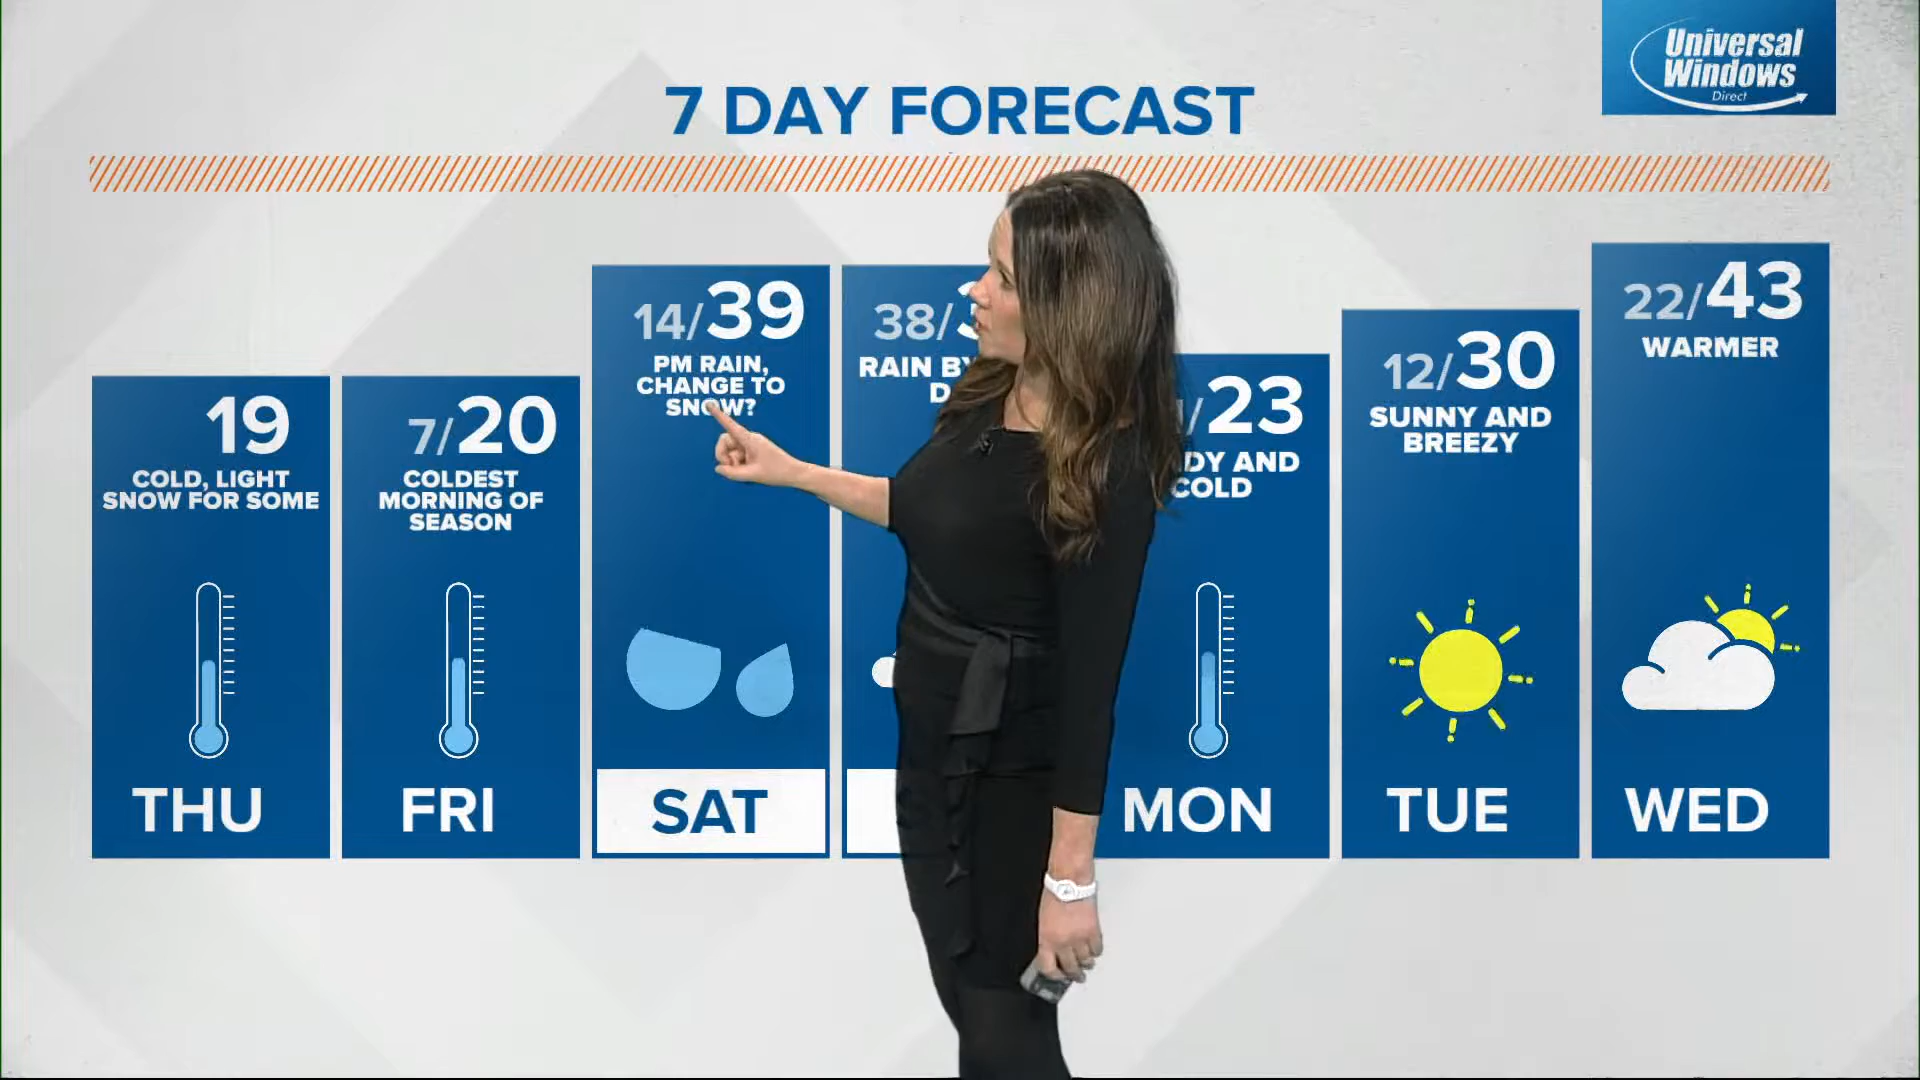 Universal
Windows
Direct
7 DAY FORECAST
19
COLD, LIGHT
SNOW FOR SOME
THU
7/20
COLDEST
MORNING OF
SEASON
FRI
14/39
PM RAIN,
CHANGE TO
SNOW?
SAT
38/
RAIN
/23
AND
COLD
MON
12/30
SUNNY AND
BREEZY
TUE
22/43
WARMER
WED